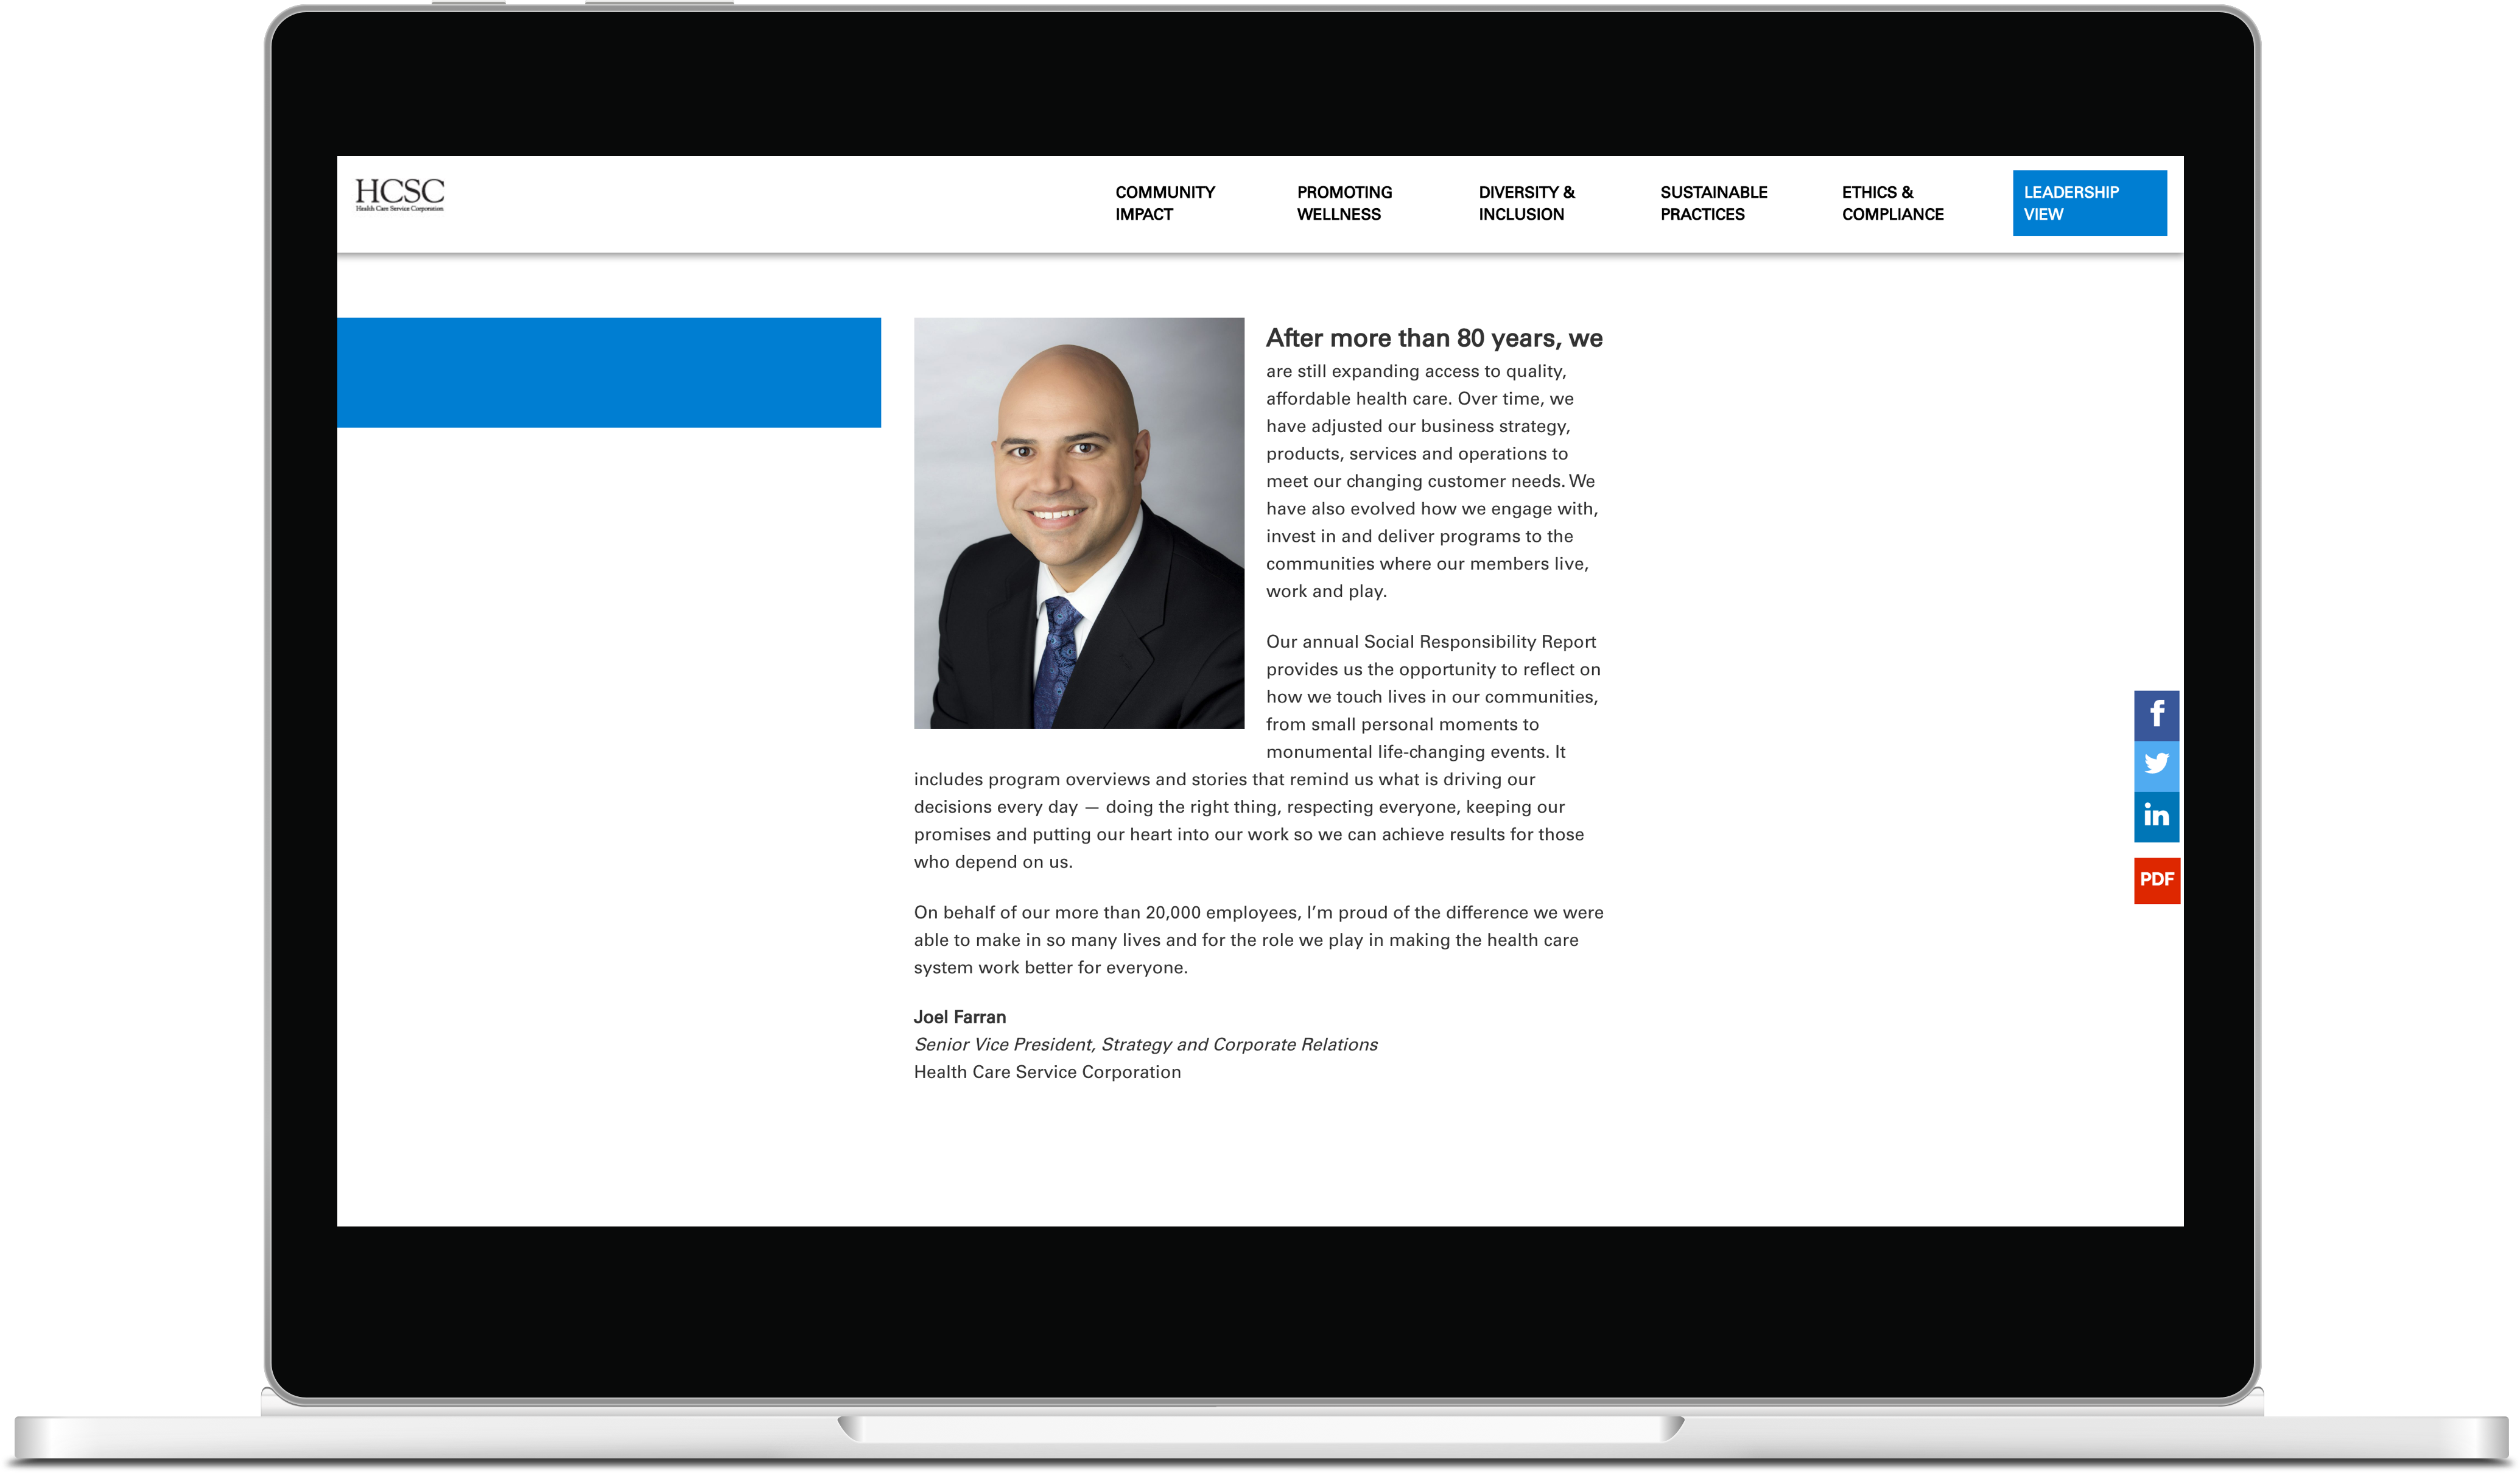 HCSC
Health Care Service Corporation
COMMUNITY
IMPACT
PROMOTING
WELLNESS
DIVERSITY &
INCLUSION
SUSTAINABLE
PRACTICES
ETHICS &
COMPLIANCE
LEADERSHIP
VIEW
After more than 80 years, we
are still expanding access to quality,
affordable health care. Over time, we
have adjusted our business strategy,
products, services and operations to
meet our changing customer needs. We
have also evolved how we engage with,
invest in and deliver programs to the
communities where our members live,
work and play.
Our annual Social Responsibility Report
provides us the opportunity to reflect on
how we touch lives in our communities,
from small personal moments to
monumental life-changing events. It
includes program overviews and stories that remind us what is driving our
decisions every day — doing the right thing, respecting everyone, keeping our
promises and putting our heart into our work so we can achieve results for those
who depend on us.
On behalf of our more than 20,000 employees, I’m proud of the difference we were
able to make in so many lives and for the role we play in making the health care
system work better for everyone.
Joel Farran
Senior Vice President, Strategy and Corporate Relations
Health Care Service Corporation
f
in
PDF